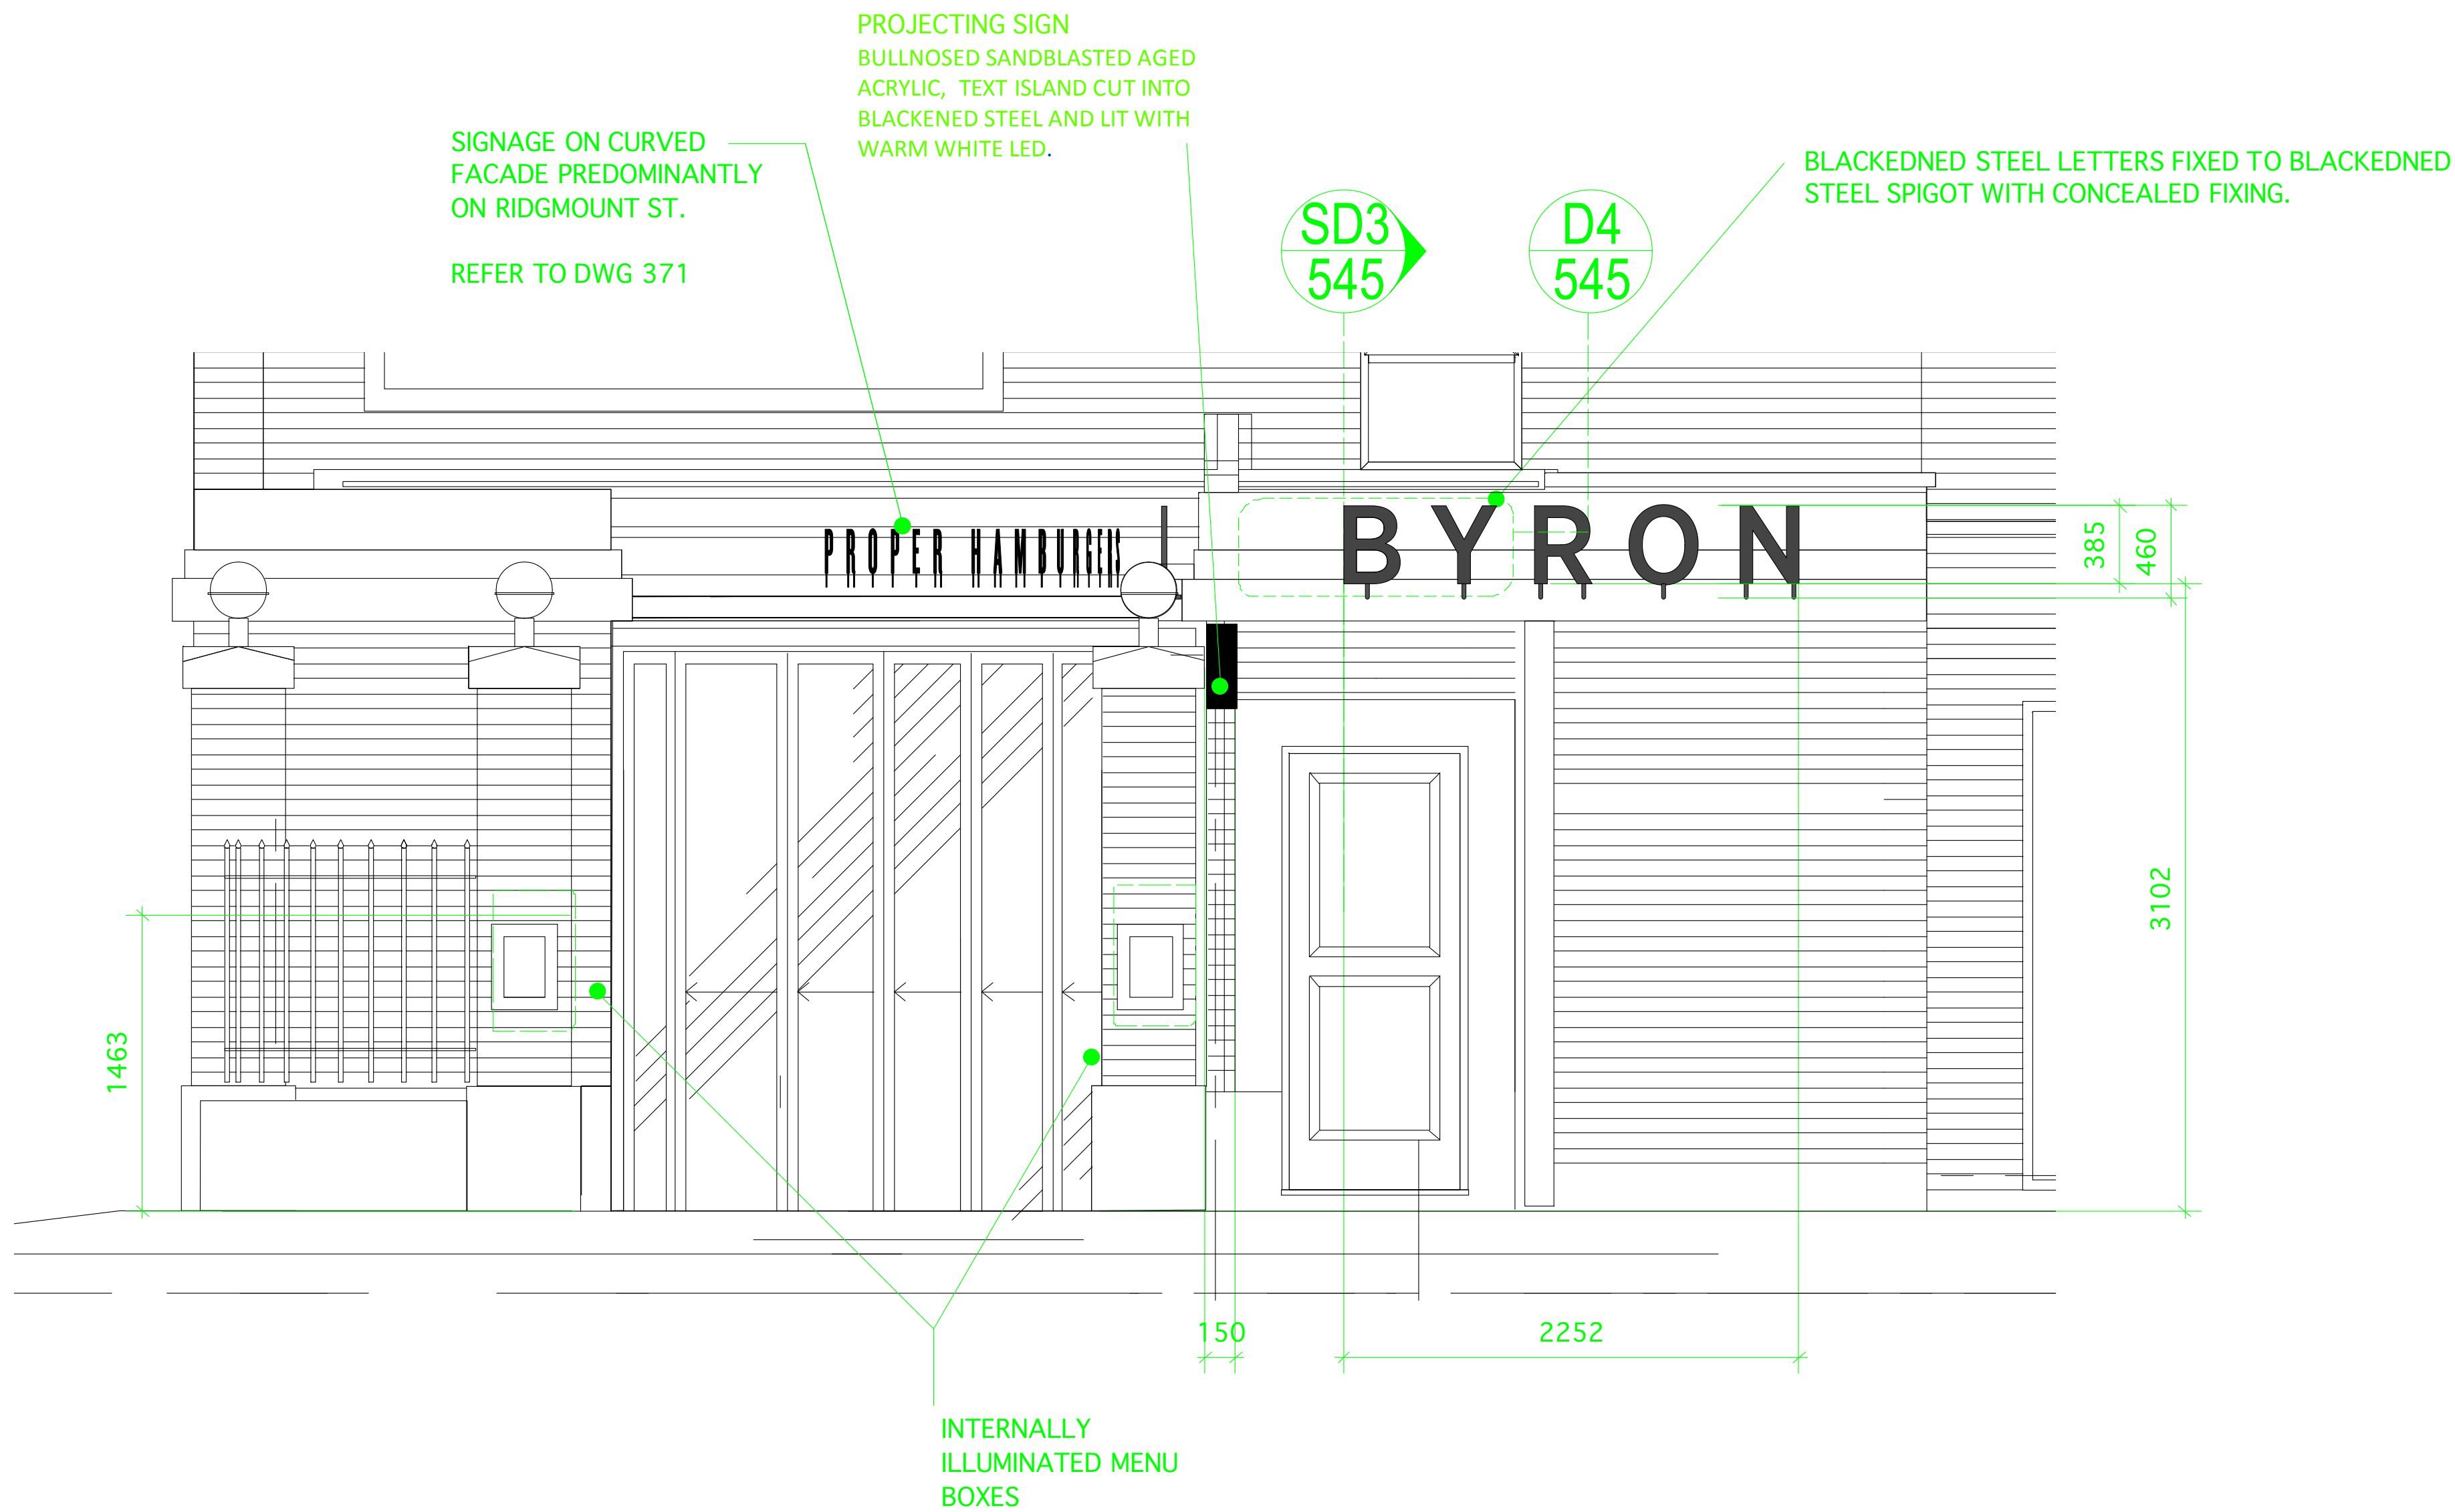 PROJECTING SIGN
BULLNOSED SANDBLASTED AGED
ACRYLIC, TEXT ISLAND CUT INTO
BLACKENED STEEL AND LIT WITH
WARM WHITE LED.
SIGNAGE ON CURVED
FACADE PREDOMINANTLY
ON RIDGMOUNT ST.
REFER TO DWG 371
BLACKEDNED STEEL LETTERS FIXED TO BLACKEDNED
STEEL SPIGOT WITH CONCEALED FIXING.
SD3
545
D4
545
PROPER HAMBURGERS
BYRON
385
460
3102
1463
150
2252
INTERNALLY
ILLUMINATED MENU
BOXES